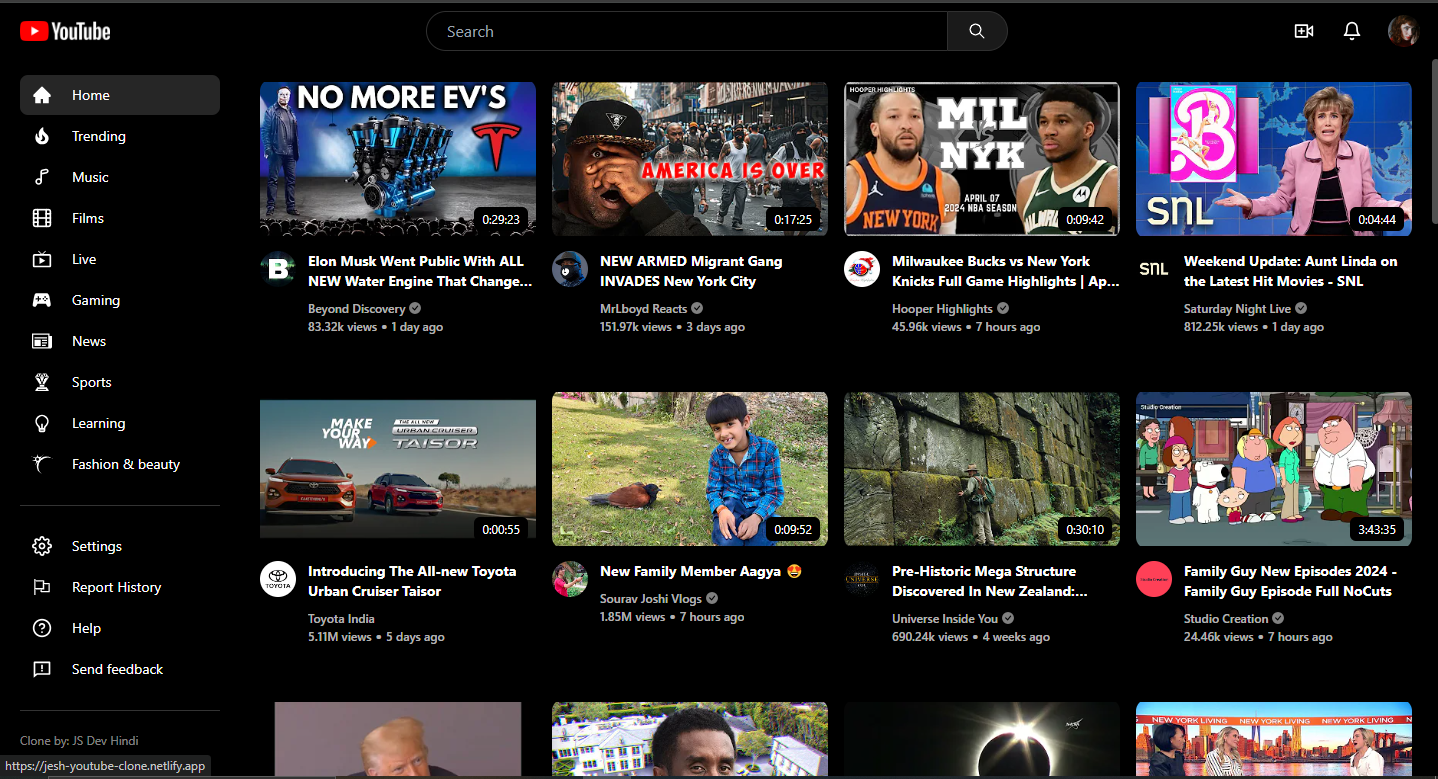 YouTube
Search
Home
Trending
Music
Films
Live
Gaming
News
Sports
Learning
Fashion & beauty
Settings
Report History
Help
Send feedback
Clone by: JS Dev Hindi
https://jesh-youtube-clone.netlify.app
NO MORE EV'S
0:29:23
B
Elon Musk Went Public With ALL
NEW Water Engine That Change...
Beyond Discovery
83.32k views • 1 day ago
AMERICA IS OVER
0:17:25
NEW ARMED Migrant Gang
INVADES New York City
MrLboyd Reacts
151.97k views • 3 days ago
HOOPER HIGHLIGHTS
MIL
VS
NYK
APRIL 07
2024 NBA SEASON
NEW YORK
0:09:42
Milwaukee Bucks vs New York
Knicks Full Game Highlights | Ap...
Hooper Highlights
45.96k views • 7 hours ago
B
SNL
0:04:44
SNL
Weekend Update: Aunt Linda on
the Latest Hit Movies - SNL
Saturday Night Live
812.25k views • 1 day ago
MAKE
YOUR
WAY
THE ALL NEW
URBAN CRUISER
TAISOR
0:00:55
TOYOTA
Introducing The All-new Toyota
Urban Cruiser Taisor
Toyota India
5.11M views • 5 days ago
0:09:52
New Family Member Aagya 😍
Sourav Joshi Vlogs
1.85M views • 7 hours ago
0:30:10
UNIVERSE
Pre-Historic Mega Structure
Discovered In New Zealand:...
Universe Inside You
690.24k views • 4 weeks ago
Studio Creation
3:43:35
Family Guy New Episodes 2024 -
Family Guy Episode Full NoCuts
Studio Creation
24.46k views • 7 hours ago
NEW YORK LIVING NEW YORK LIVING NEW YORK LIVING